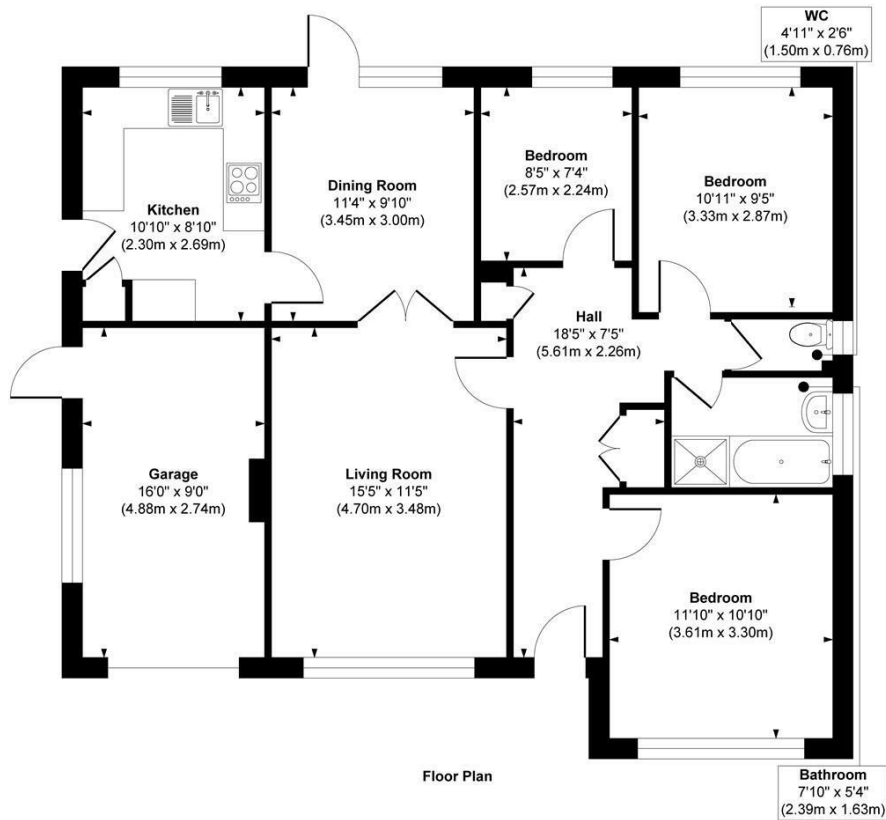 WC
4'11" x 2'6"
(1.50m x 0.76m)
Kitchen
10'10" x 8'10"
(2.30m x 2.69m)
Dining Room
11'4" x 9'10"
(3.45m x 3.00m)
Bedroom
8'5" x 7'4"
(2.57m x 2.24m)
Bedroom
10'11" x 9'5"
(3.33m x 2.87m)
Hall
18'5" x 7'5"
(5.61m x 2.26m)
Garage
16'0" x 9'0"
(4.88m x 2.74m)
Living Room
15'5" x 11'5"
(4.70m x 3.48m)
Bedroom
11'10" x 10'10"
(3.61m x 3.30m)
Floor Plan
Bathroom
7'10" x 5'4"
(2.39m x 1.63m)